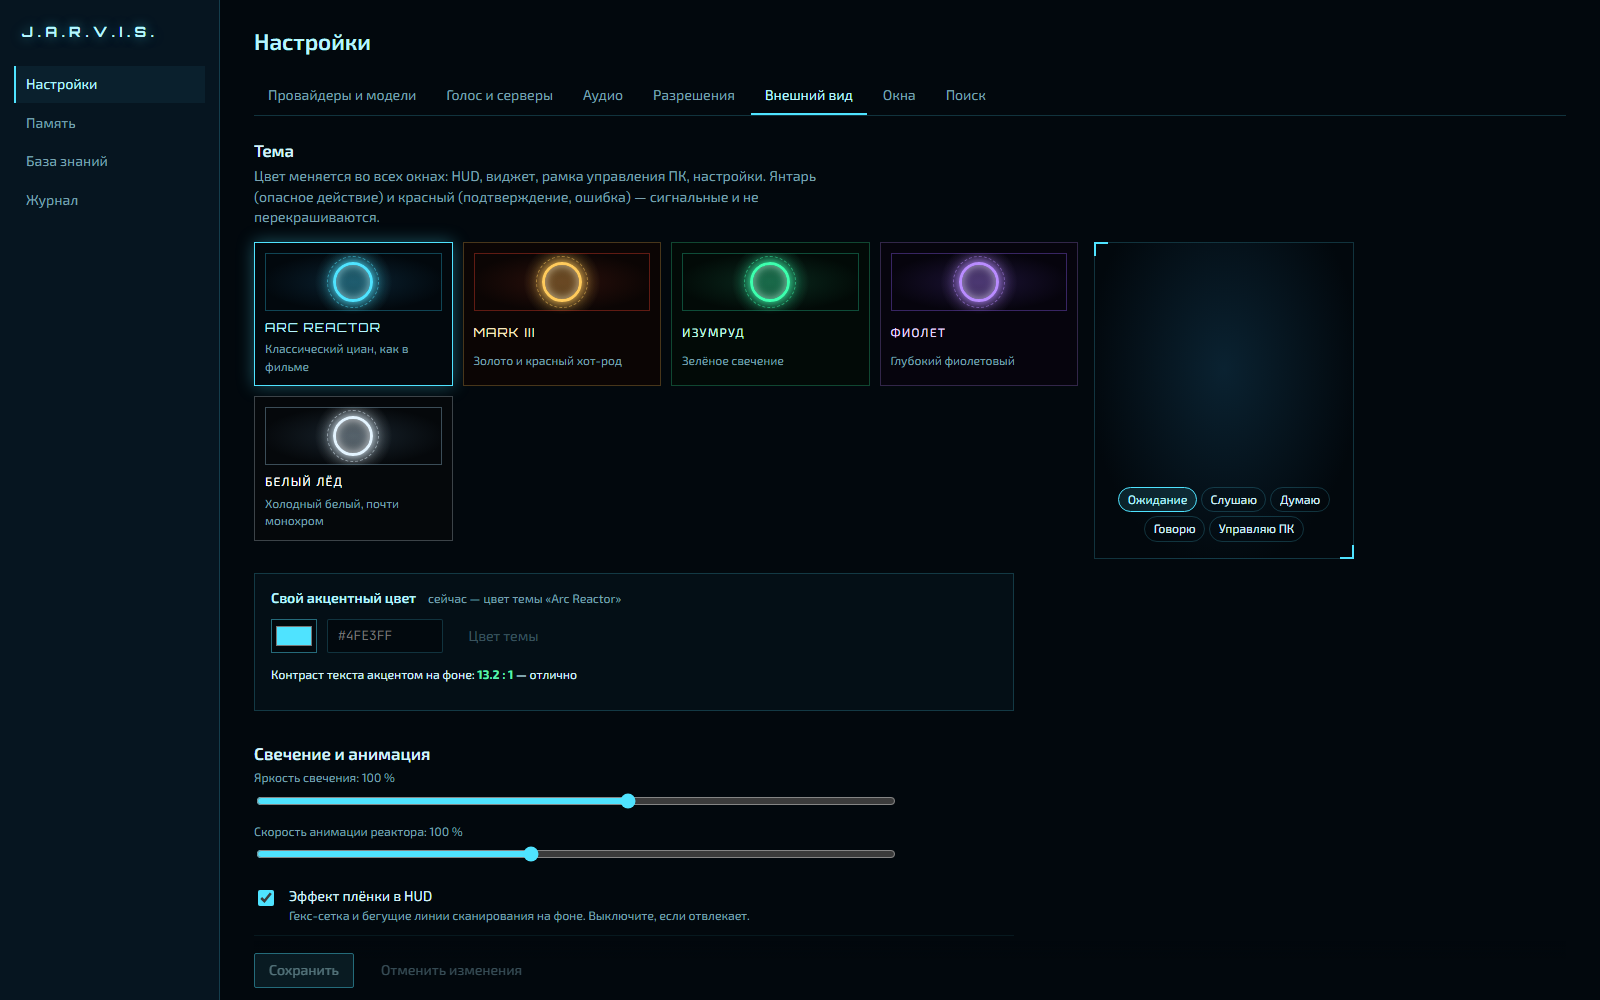 J.A.R.V.I.S.
Настройки
Память
База знаний
Журнал
Настройки
Провайдеры и модели
Голос и серверы
Аудио
Разрешения
Внешний вид
Окна
Поиск
Тема
Цвет меняется во всех окнах: HUD, виджет, рамка управления ПК, настройки. Янтарь
(опасное действие) и красный (подтверждение, ошибка) — сигнальные и не
перекрашиваются.
ARC REACTOR
Классический циан, как в
фильме
MARK III
Золото и красный хот-род
ИЗУМРУД
Зелёное свечение
ФИОЛЕТ
Глубокий фиолетовый
БЕЛЫЙ ЛЁД
Холодный белый, почти
монохром
Ожидание
Слушаю
Думаю
Говорю
Управляю ПК
Свой акцентный цвет
сейчас — цвет темы «Arc Reactor»
#4FE3FF
Цвет темы
Контраст текста акцентом на фоне: 13.2 : 1 — отлично
Свечение и анимация
Яркость свечения: 100 %
Скорость анимации реактора: 100 %
Эффект плёнки в HUD
Гекс-сетка и бегущие линии сканирования на фоне. Выключите, если отвлекает.
Сохранить
Отменить изменения